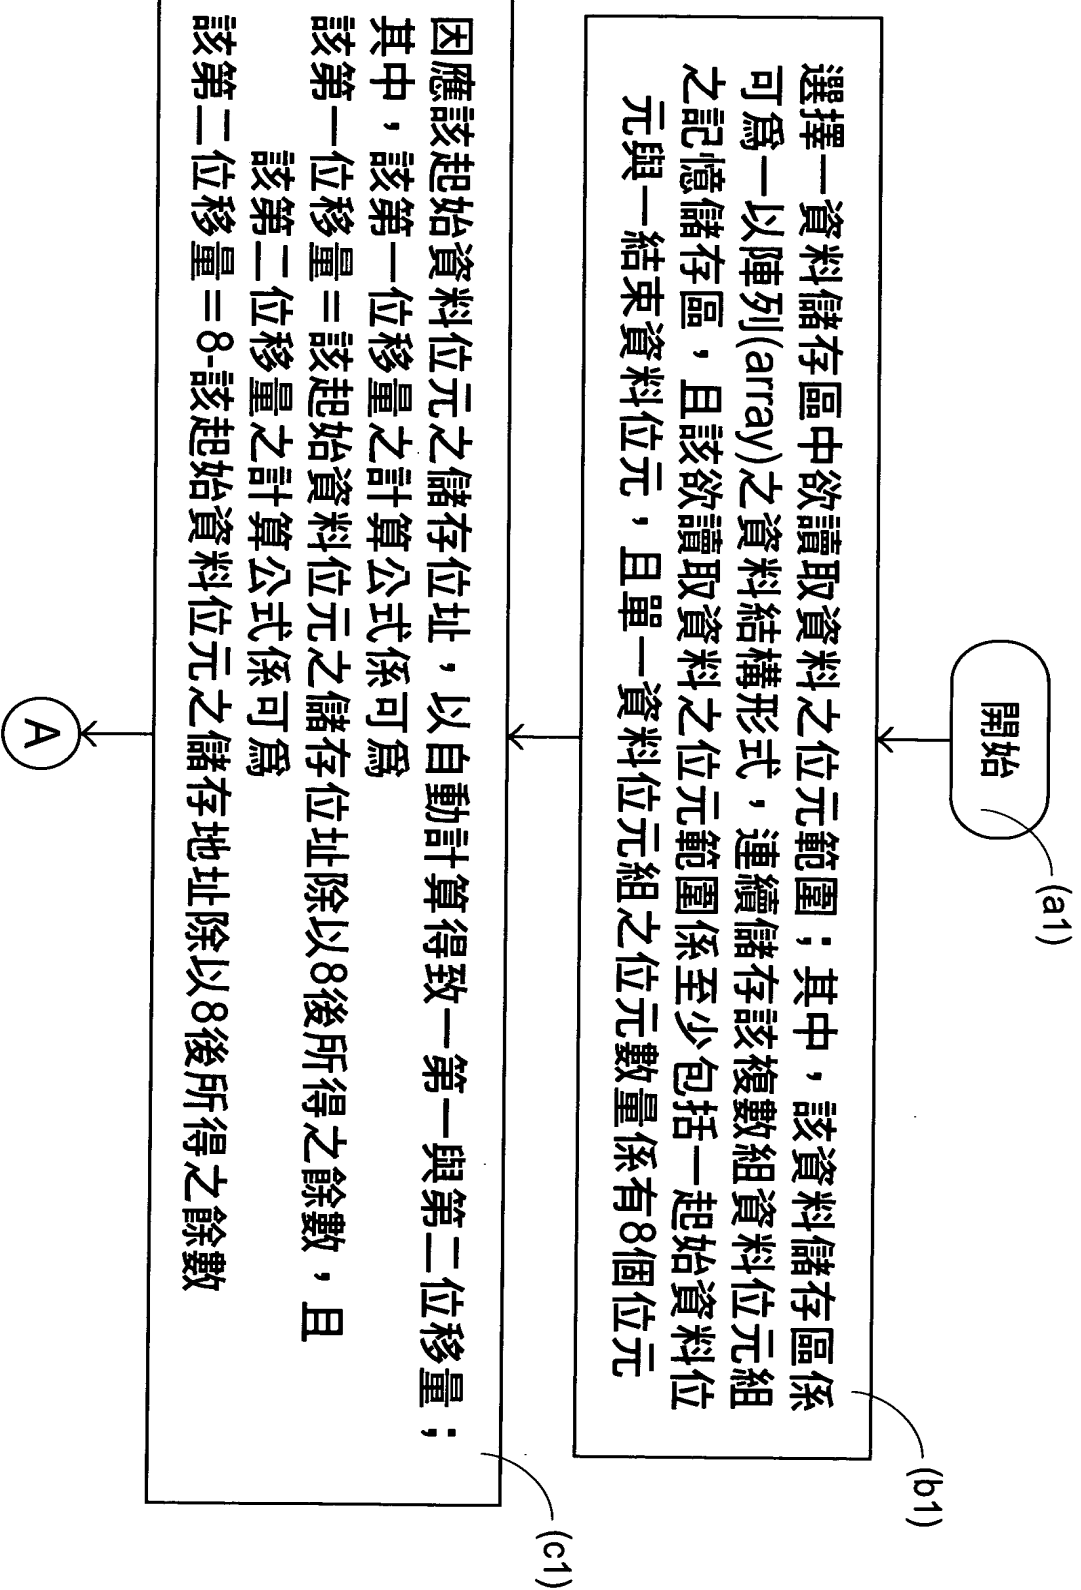 開始
(a1)
選擇一資料儲存區中欲讀取資料之位元範圍；其中，該資料儲存區係
可為一以陣列(array)之資料結構形式，連續儲存該複數組資料位元組
之記憶儲存區，且該欲讀取資料之位元範圍係至少包括一起始資料位
元與一結束資料位元，且單一資料位元組之位元數量係有8個位元
(b1)
因應該起始資料位元之儲存位址，以自動計算得致一第一與第二位移量；
其中，該第一位移量之計算公式係可為
該第一位移量＝該起始資料位元之儲存位址除以8後所得之餘數，且
該第二位移量之計算公式係可為
該第二位移量＝8-該起始資料位元之儲存地址除以8後所得之餘數
(c1)
A